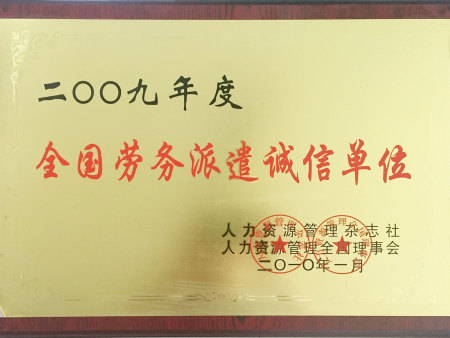 二〇〇九年度
全国劳务派遣诚信单位
人力资源管理杂志社
人力资源管理全国理事会
二〇一〇年一月